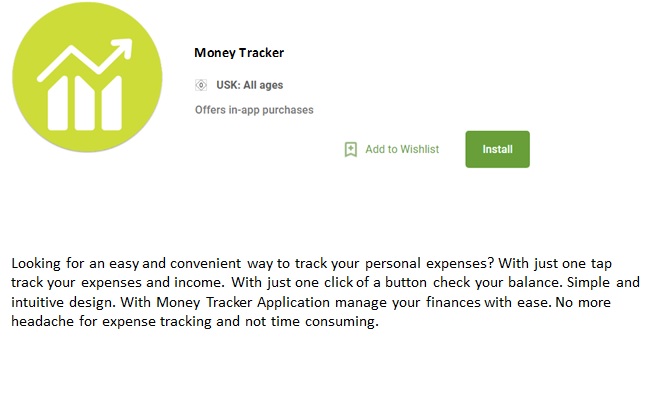 Money Tracker
USK: All ages
Offers in-app purchases
Add to Wishlist
Install
Looking for an easy and convenient way to track your personal expenses? With just one tap
track your expenses and income. With just one click of a button check your balance. Simple and
intuitive design. With Money Tracker Application manage your finances with ease. No more
headache for expense tracking and not time consuming.